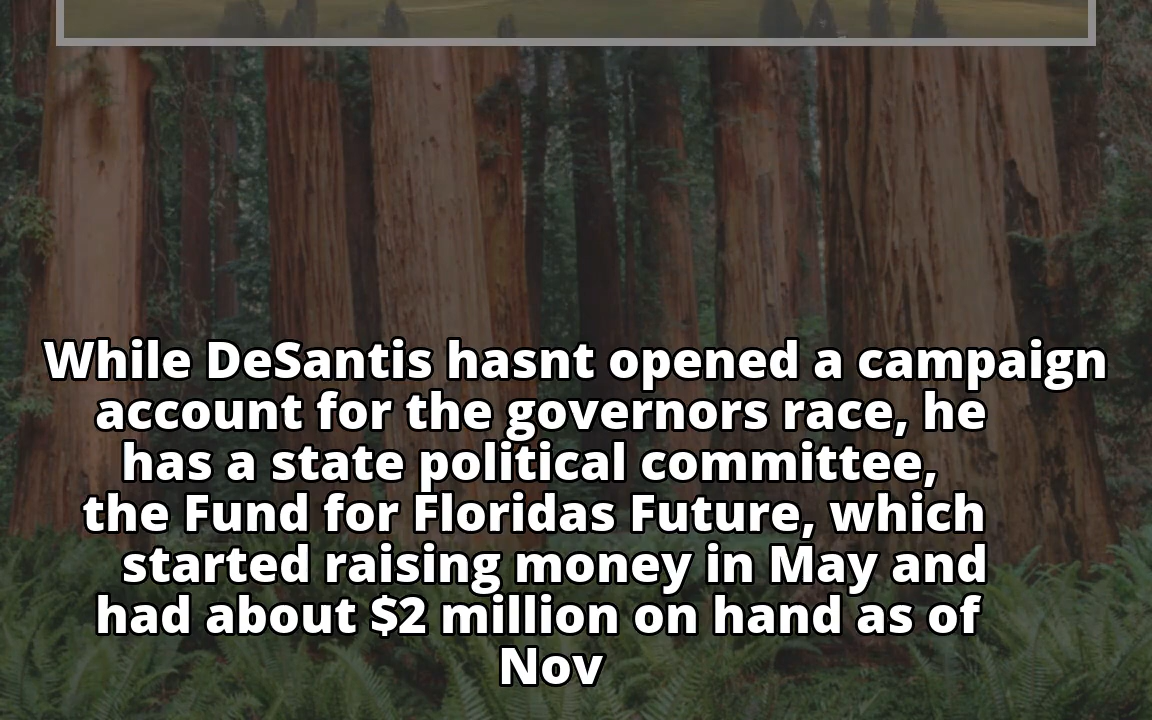 While DeSantis hasnt opened a campaign
account for the governors race, he
has a state political committee,
the Fund for Floridas Future, which
started raising money in May and
had about $2 million on hand as of
Nov